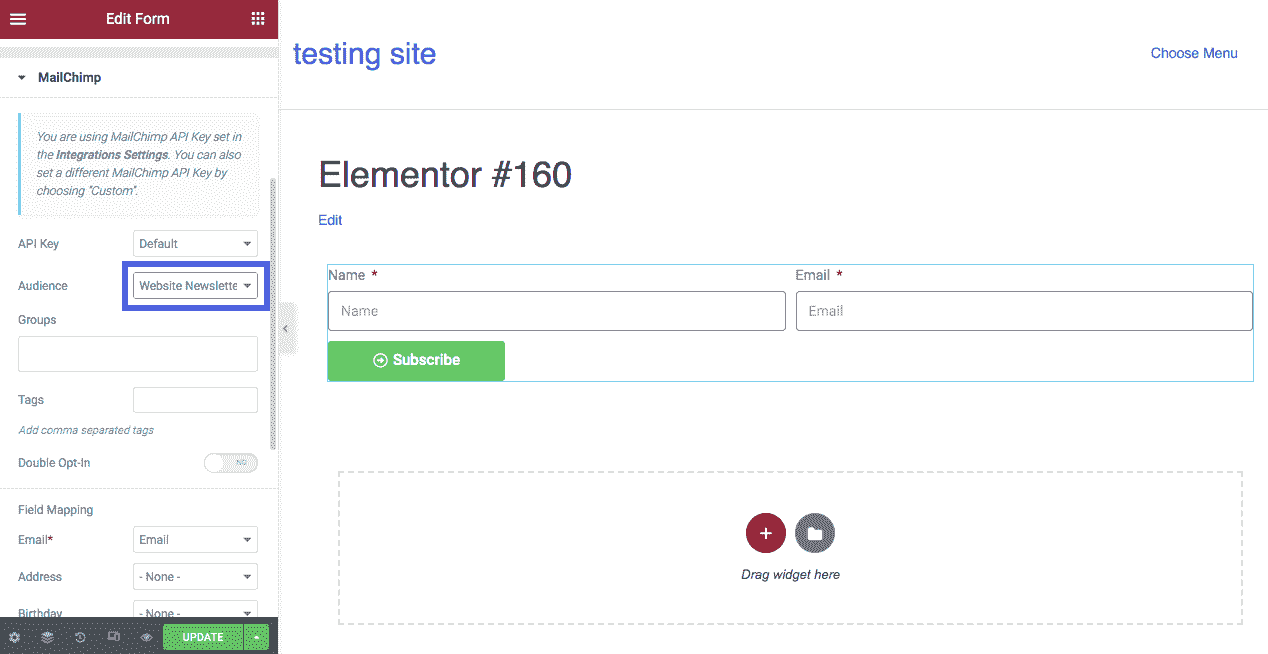 Edit Form
MailChimp
You are using MailChimp API Key set in
the Integrations Settings. You can also
set a different MailChimp API Key by
choosing "Custom".
API Key
Default
Audience
Website Newslette
Groups
Tags
Add comma separated tags
Double Opt-In
NO
Field Mapping
Email*
Email
Address
- None -
Birthday
- None -
UPDATE
testing site
Choose Menu
Elementor #160
Edit
Name *
Email *
Name
Email
Subscribe
Drag widget here